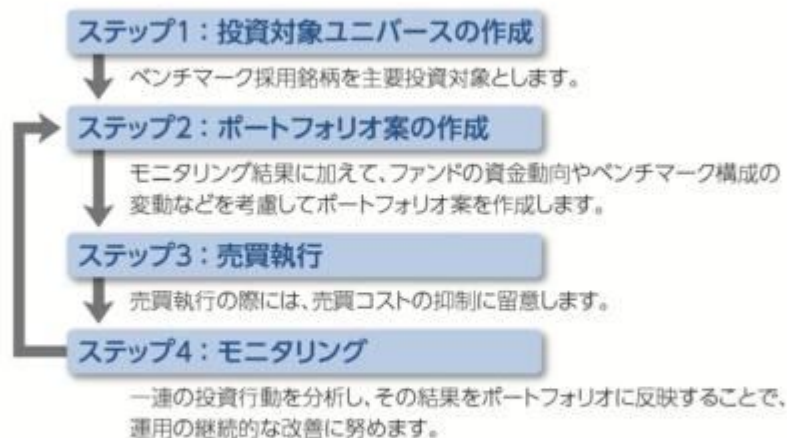 ステップ1：投資対象ユニバースの作成
ベンチマーク採用銘柄を主要投資対象とします。
ステップ2：ポートフォリオ案の作成
モニタリング結果に加えて、ファンドの資金動向やベンチマーク構成の
変動などを考慮してポートフォリオ案を作成します。
ステップ3：売買執行
売買執行の際には、売買コストの抑制に留意します。
ステップ4：モニタリング
一連の投資行動を分析し、その結果をポートフォリオに反映することで、
運用の継続的な改善に努めます。